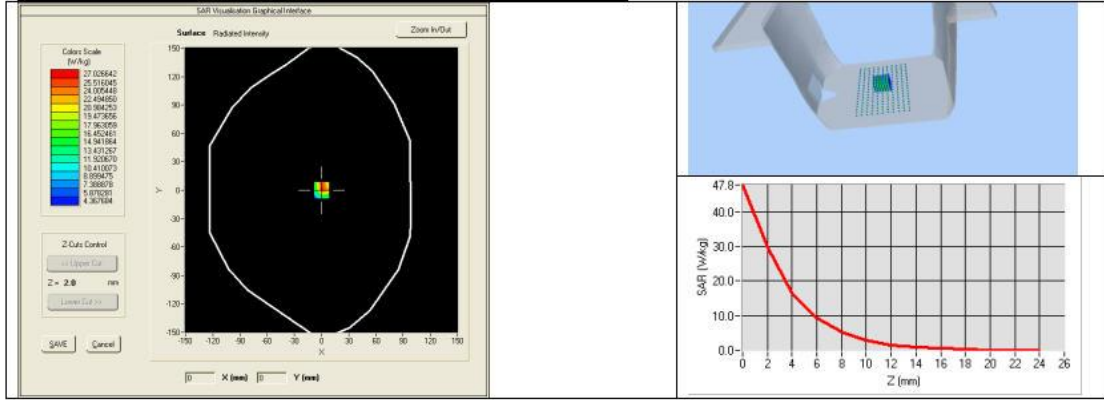 SAR Visualisation Graphical Interface
Surface Radiated Intensity
Zoom In/Out
Colors Scale
(W/kg)
27.026642
25.516045
24.005448
22.494850
20.984253
19.473656
17.963059
16.452461
14.941864
13.431267
11.920670
10.410073
8.899475
7.388878
5.878281
4.367684
Z-Cuts Control
<< Upper Cut
Z = 2.0 mm
Lower Cut >>
SAVE Cancel
150-
120-
90-
60-
30-
0-
-30-
-60-
-90-
-120-
-150-
Y
-150 -120 -90 -60 -30 0 30 60 90 120 150
X
0 X (mm) 0 Y (mm)
47.8-
40.0-
30.0-
20.0-
10.0-
0.0-
SAR (W/kg)
0 2 4 6 8 10 12 14 16 18 20 22 24 26
Z (mm)